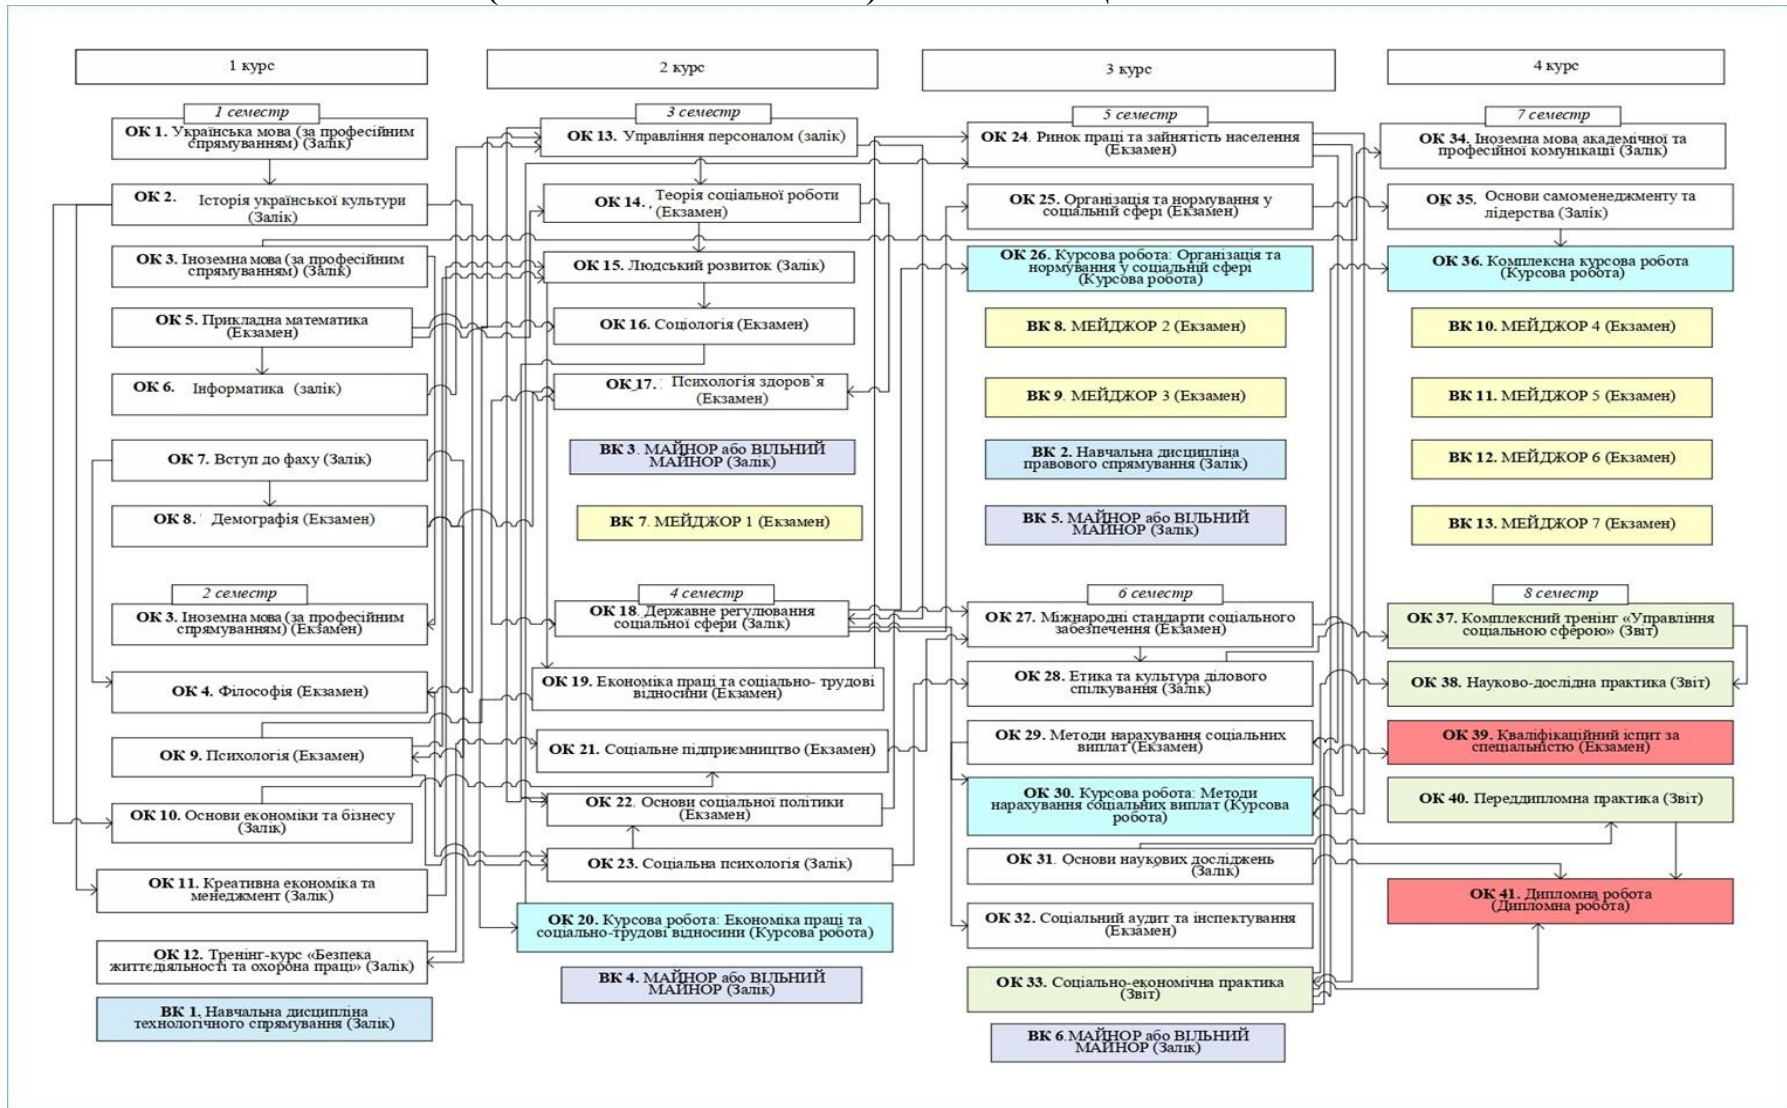 1 курс
1 семестр
ОК 1. Українська мова (за професійним
спрямуванням) (Залік)
ОК 2. Історія української культури
(Залік)
ОК 3. Іноземна мова (за професійним
спрямуванням) (Залік)
ОК 5. Прикладна математика
(Екзамен)
ОК 6. Інформатика (залік)
ОК 7. Вступ до фаху (Залік)
ОК 8. Демографія (Екзамен)
2 семестр
ОК 3. Іноземна мова (за професійним
спрямуванням) (Екзамен)
ОК 4. Філософія (Екзамен)
ОК 9. Психологія (Екзамен)
ОК 10. Основи економіки та бізнесу
(Залік)
ОК 11. Креативна економіка та
менеджмент (Залік)
ОК 12. Тренінг-курс «Безпека
життєдіяльності та охорона праці» (Залік)
ВК 1. Навчальна дисципліна
технологічного спрямування (Залік)
2 курс
3 семестр
ОК 13. Управління персоналом (залік)
ОК 14. Теорія соціальної роботи
(Екзамен)
ОК 15. Людський розвиток (Залік)
ОК 16. Соціологія (Екзамен)
ОК 17. Психологія здоров`я
(Екзамен)
ВК 3. МАЙНОР або ВІЛЬНИЙ
МАЙНОР (Залік)
ВК 7. МЕЙДЖОР 1 (Екзамен)
4 семестр
ОК 18. Державне регулювання
соціальної сфери (Залік)
ОК 19. Економіка праці та соціально- трудові
відносини (Екзамен)
ОК 21. Соціальне підприємництво (Екзамен)
ОК 22. Основи соціальної політики
(Екзамен)
ОК 23. Соціальна психологія (Залік)
ОК 20. Курсова робота: Економіка праці та
соціально-трудові відносини (Курсова робота)
ВК 4. МАЙНОР або ВІЛЬНИЙ
МАЙНОР (Залік)
3 курс
5 семестр
ОК 24. Ринок праці та зайнятість населення
(Екзамен)
ОК 25. Організація та нормування у
соціальній сфері (Екзамен)
ОК 26. Курсова робота: Організація та
нормування у соціальній сфері
(Курсова робота)
ВК 8. МЕЙДЖОР 2 (Екзамен)
ВК 9. МЕЙДЖОР 3 (Екзамен)
ВК 2. Навчальна дисципліна
правового спрямування (Залік)
ВК 5. МАЙНОР або ВІЛЬНИЙ
МАЙНОР (Залік)
6 семестр
ОК 27. Міжнародні стандарти соціального
забезпечення (Екзамен)
ОК 28. Етика та культура ділового
спілкування (Залік)
ОК 29. Методи нарахування соціальних
виплат (Екзамен)
ОК 30. Курсова робота: Методи
нарахування соціальних виплат (Курсова
робота)
ОК 31. Основи наукових досліджень
(Залік)
ОК 32. Соціальний аудит та інспектування
(Екзамен)
ОК 33. Соціально-економічна практика
(Звіт)
ВК 6.МАЙНОР або ВІЛЬНИЙ
МАЙНОР (Залік)
4 курс
7 семестр
ОК 34. Іноземна мова академічної та
професійної комунікації (Залік)
ОК 35. Основи самоменеджменту та
лідерства (Залік)
ОК 36. Комплексна курсова робота
(Курсова робота)
ВК 10. МЕЙДЖОР 4 (Екзамен)
ВК 11. МЕЙДЖОР 5 (Екзамен)
ВК 12. МЕЙДЖОР 6 (Екзамен)
ВК 13. МЕЙДЖОР 7 (Екзамен)
8 семестр
ОК 37. Комплексний тренінг «Управління
соціальною сферою» (Звіт)
ОК 38. Науково-дослідна практика (Звіт)
ОК 39. Кваліфікаційний іспит за
спеціальністю (Екзамен)
ОК 40. Переддипломна практика (Звіт)
ОК 41. Дипломна робота
(Дипломна робота)